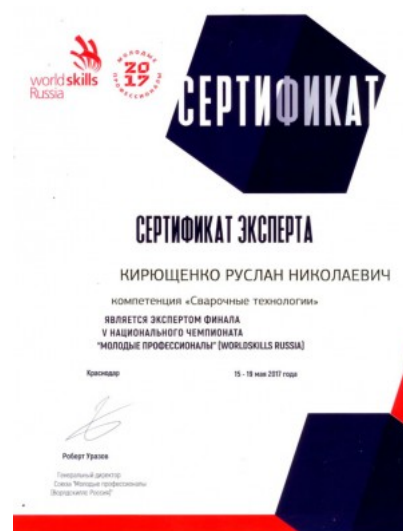 worldskills
Russia
МОЛОДЫЕ
2017
ПРОФЕССИОНАЛЫ
СЕРТИФИКАТ
СЕРТИФИКАТ ЭКСПЕРТА
КИРЮЩЕНКО РУСЛАН НИКОЛАЕВИЧ
компетенция «Сварочные технологии»
ЯВЛЯЕТСЯ ЭКСПЕРТОМ ФИНАЛА
V НАЦИОНАЛЬНОГО ЧЕМПИОНАТА
"МОЛОДЫЕ ПРОФЕССИОНАЛЫ" (WORLDSKILLS RUSSIA)
Краснодар 15 - 19 мая 2017 года
Роберт Уразов
Генеральный директор
Союза "Молодые профессионалы
(Ворлдскиллс Россия)"